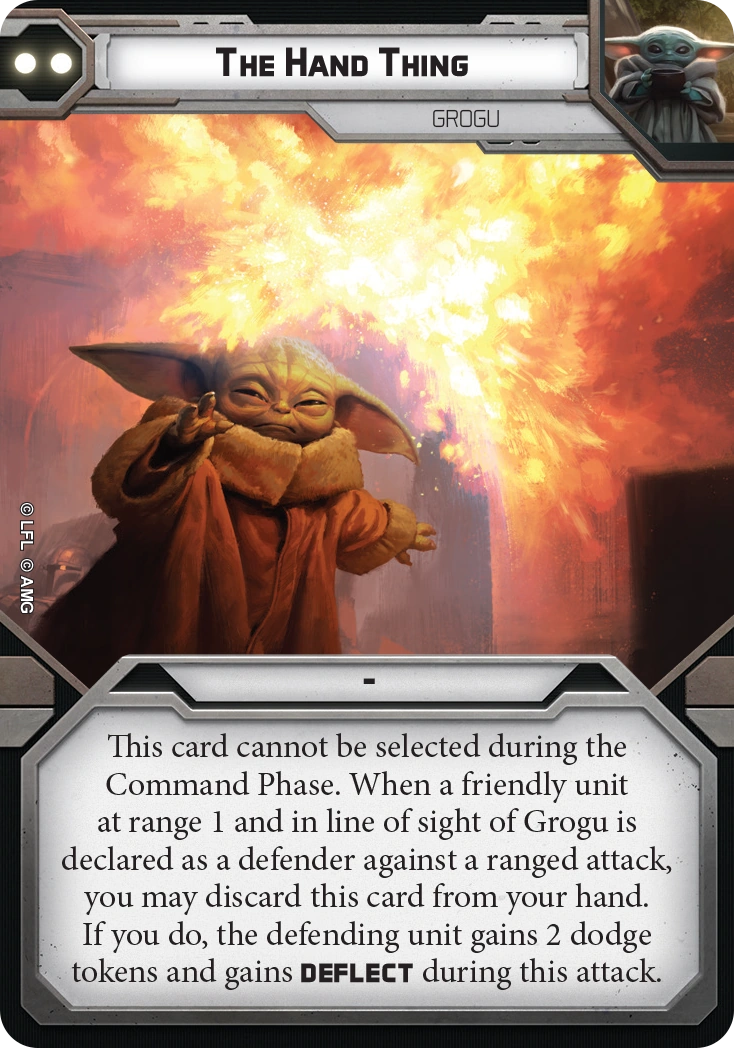 The Hand Thing
GROGU
© LFL © AMG
-
This card cannot be selected during the
Command Phase. When a friendly unit
at range 1 and in line of sight of Grogu is
declared as a defender against a ranged attack,
you may discard this card from your hand.
If you do, the defending unit gains 2 dodge
tokens and gains DEFLECT during this attack.